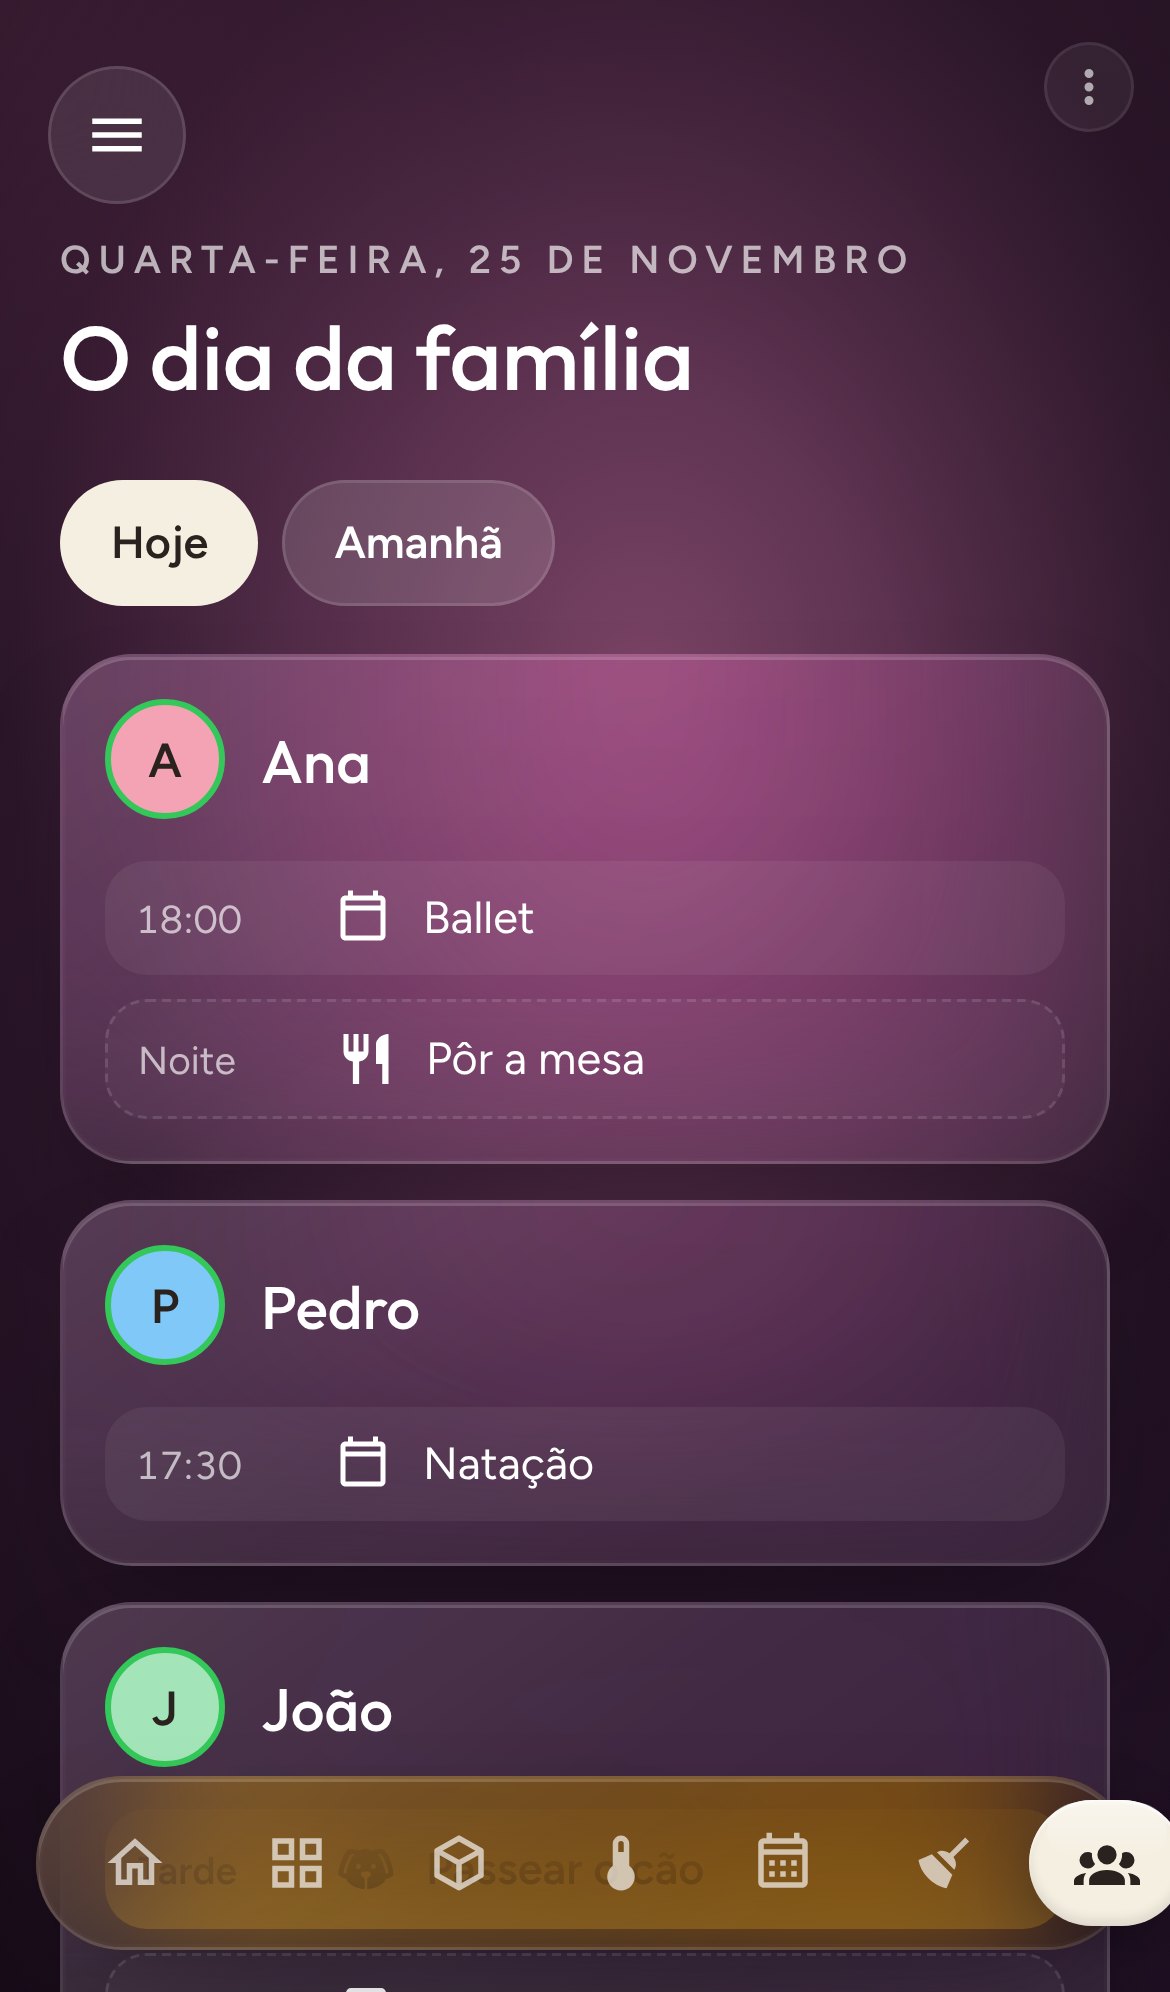 QUARTA-FEIRA, 25 DE NOVEMBRO
O dia da família
Hoje
Amanhã
A
Ana
18:00
Ballet
Noite
Pôr a mesa
P
Pedro
17:30
Natação
J
João